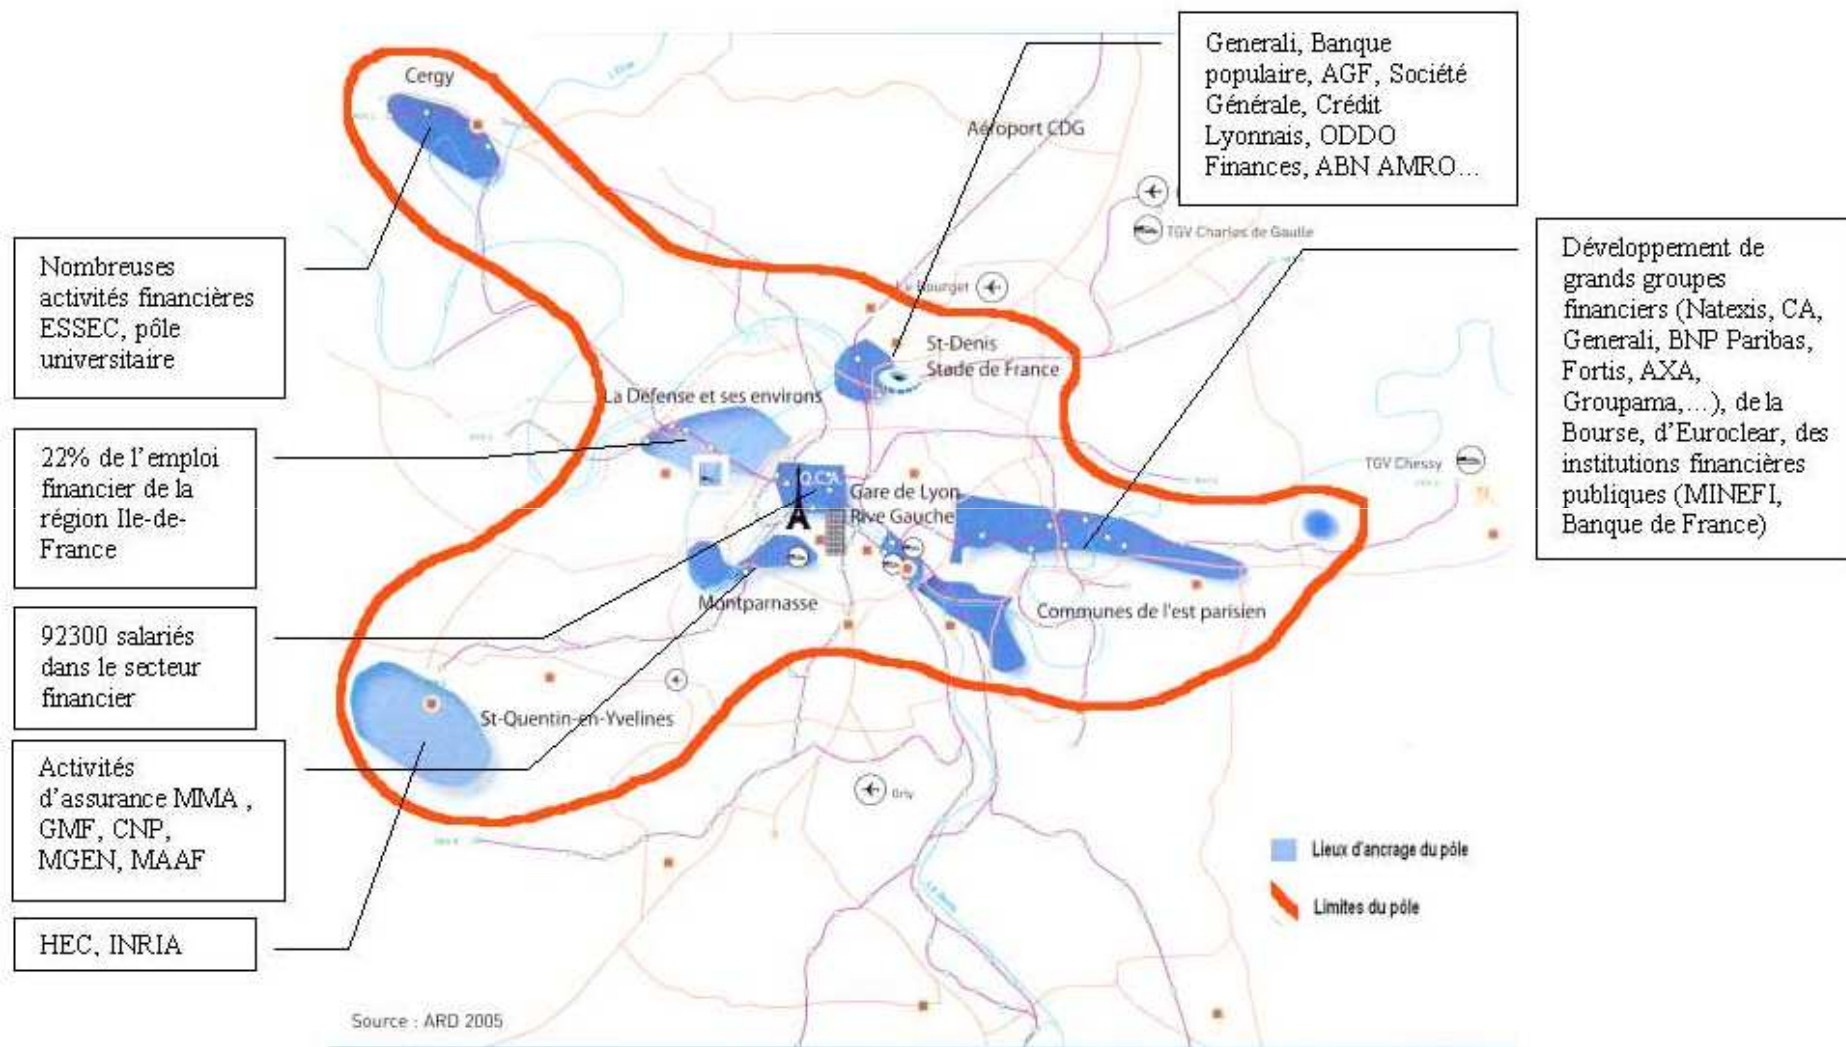 Generali, Banque
populaire, AGF, Société
Générale, Crédit
Lyonnais, ODDO
Finances, ABN AMRO…
Cergy
Aéroport CDG
TGV Charles de Gaulle
Nombreuses
activités financières
ESSEC, pôle
universitaire
Développement de
grands groupes
financiers (Natexis, CA,
Generali, BNP Paribas,
Fortis, AXA,
Groupama,…), de la
Bourse, d'Euroclear, des
institutions financières
publiques (MINEFI,
Banque de France)
Le Bourget
St-Denis
Stade de France
La Défense et ses environs
22% de l'emploi
financier de la
région Ile-de-
France
TGV Chessy
Q.C.A
Gare de Lyon
Rive Gauche
Montparnasse
Communes de l'est parisien
92300 salariés
dans le secteur
financier
St-Quentin-en-Yvelines
Activités
d'assurance MMA ,
GMF, CNP,
MGEN, MAAF
Orly
Lieux d'ancrage du pôle
Limites du pôle
HEC, INRIA
Source : ARD 2005